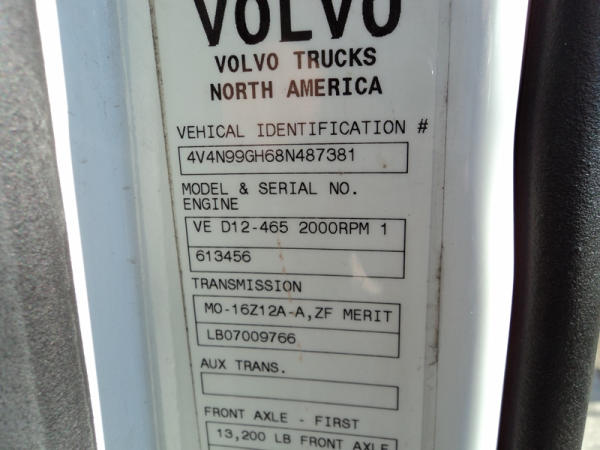 VOLVO
VOLVO TRUCKS
NORTH AMERICA
VEHICAL IDENTIFICATION #
4V4N99GH68N487381
MODEL & SERIAL NO.
ENGINE
VE D12-465 2000RPM 1
613456
TRANSMISSION
MO-16Z12A-A,ZF MERIT
LB07009766
AUX TRANS.
FRONT AXLE - FIRST
13,200 LB FRONT AXLE